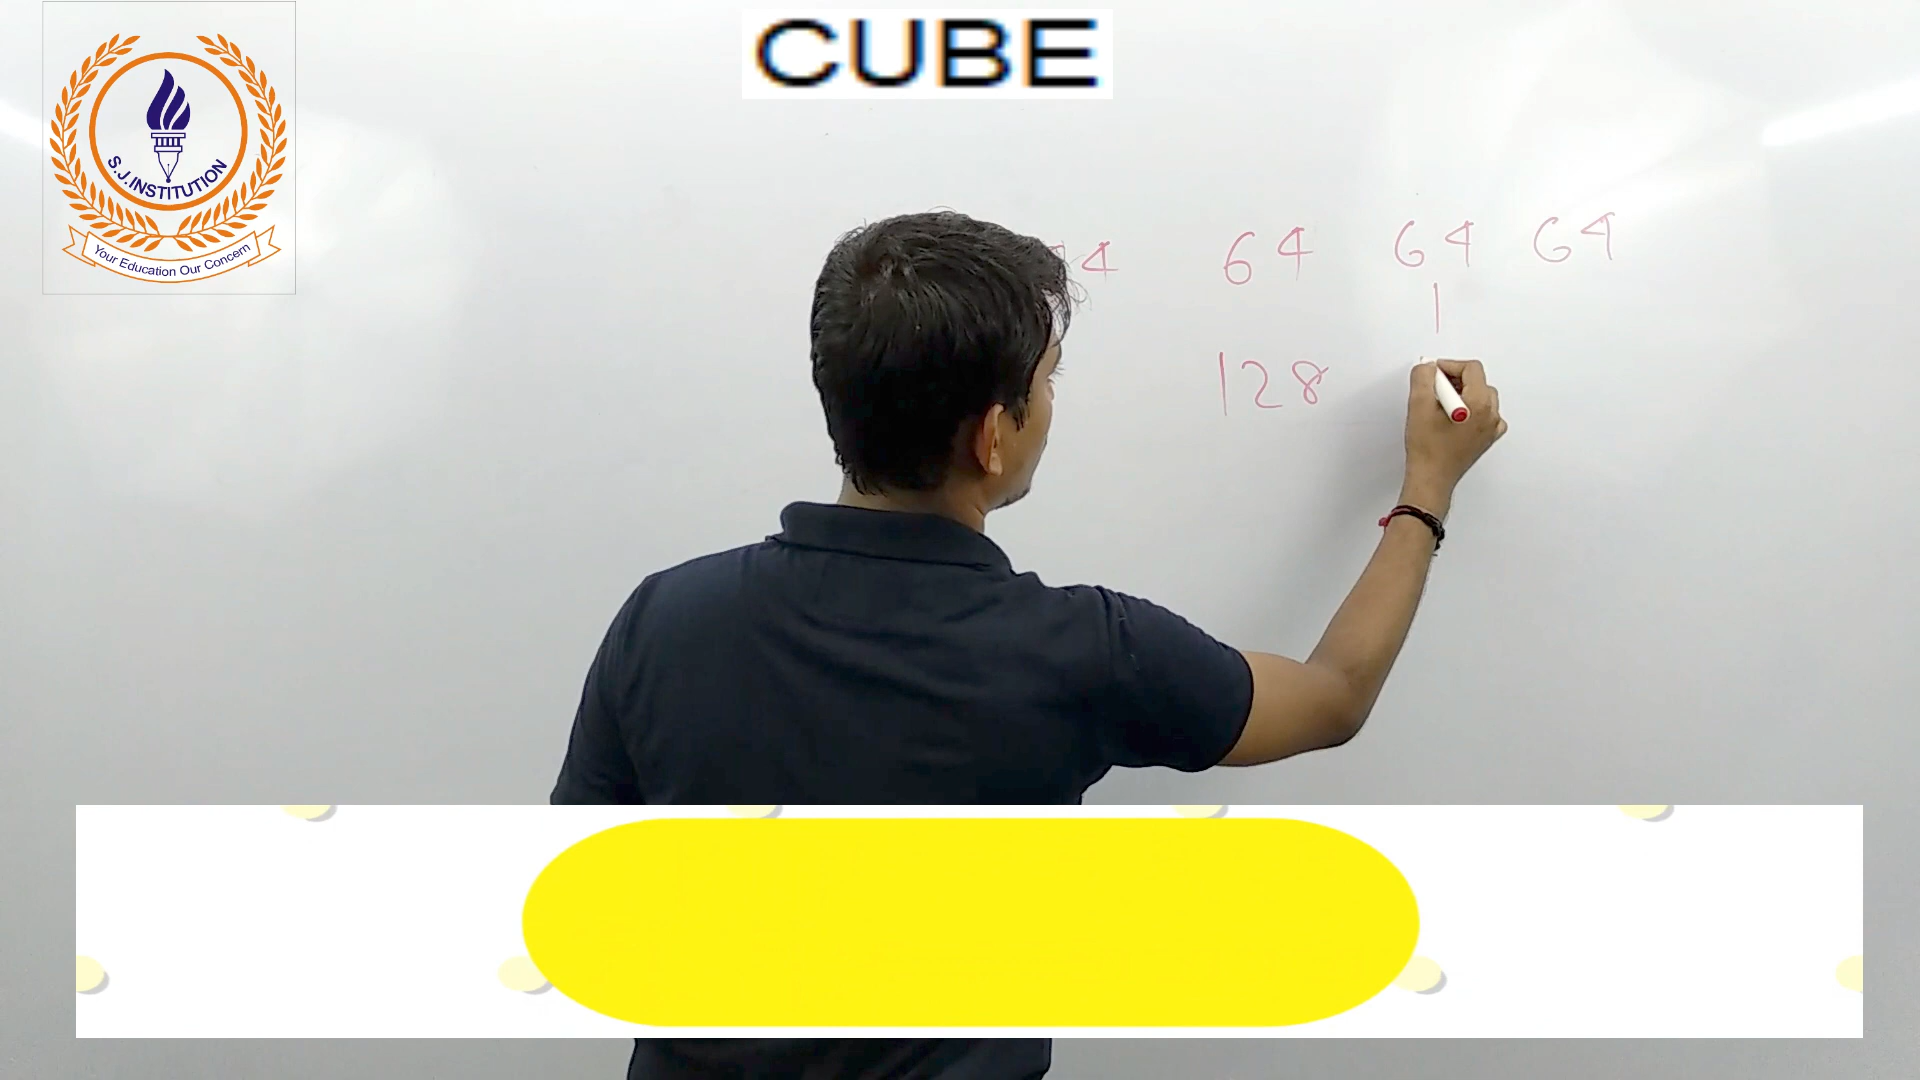 CUBE
S.J.INSTITUTION
Your Education Our Concern
4 64 64 64
1
128